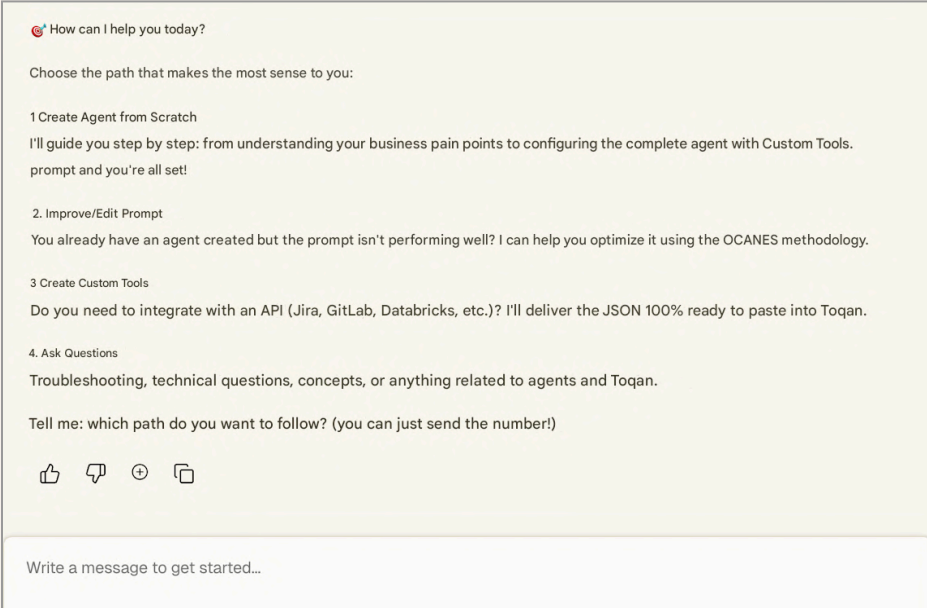 🎯 How can I help you today?
Choose the path that makes the most sense to you:
1 Create Agent from Scratch
I'll guide you step by step: from understanding your business pain points to configuring the complete agent with Custom Tools.
prompt and you're all set!
2. Improve/Edit Prompt
You already have an agent created but the prompt isn't performing well? I can help you optimize it using the OCANES methodology.
3 Create Custom Tools
Do you need to integrate with an API (Jira, GitLab, Databricks, etc.)? I'll deliver the JSON 100% ready to paste into Toqan.
4. Ask Questions
Troubleshooting, technical questions, concepts, or anything related to agents and Toqan.
Tell me: which path do you want to follow? (you can just send the number!)
Write a message to get started...